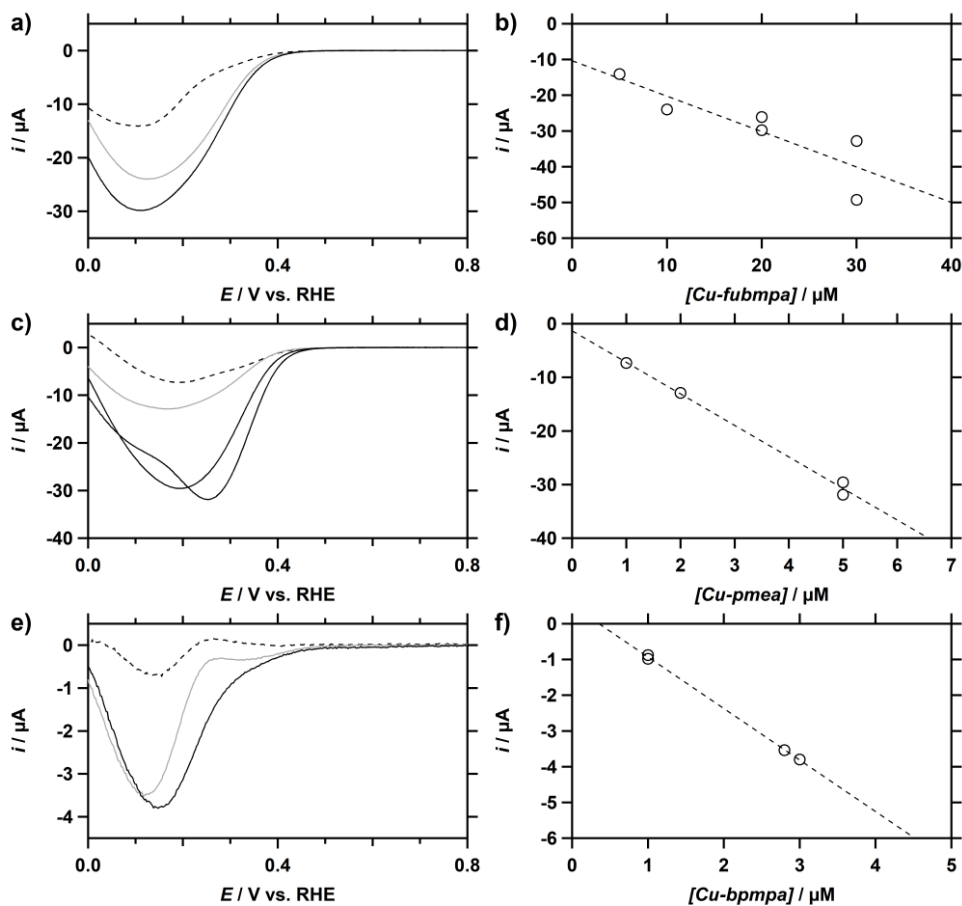 a)
0
-10
-20
-30
i / µA
0.0 0.4 0.8
E / V vs. RHE
b)
0
-10
-20
-30
-40
-50
-60
i / µA
0 10 20 30 40
[Cu-fubmpa] / µM
c)
0
-10
-20
-30
-40
i / µA
0.0 0.4 0.8
E / V vs. RHE
d)
0
-10
-20
-30
-40
i / µA
0 1 2 3 4 5 6 7
[Cu-pmea] / µM
e)
0
-1
-2
-3
-4
i / µA
0.0 0.4 0.8
E / V vs. RHE
f)
0
-1
-2
-3
-4
-5
-6
i / µA
0 1 2 3 4 5
[Cu-bpmpa] / µM